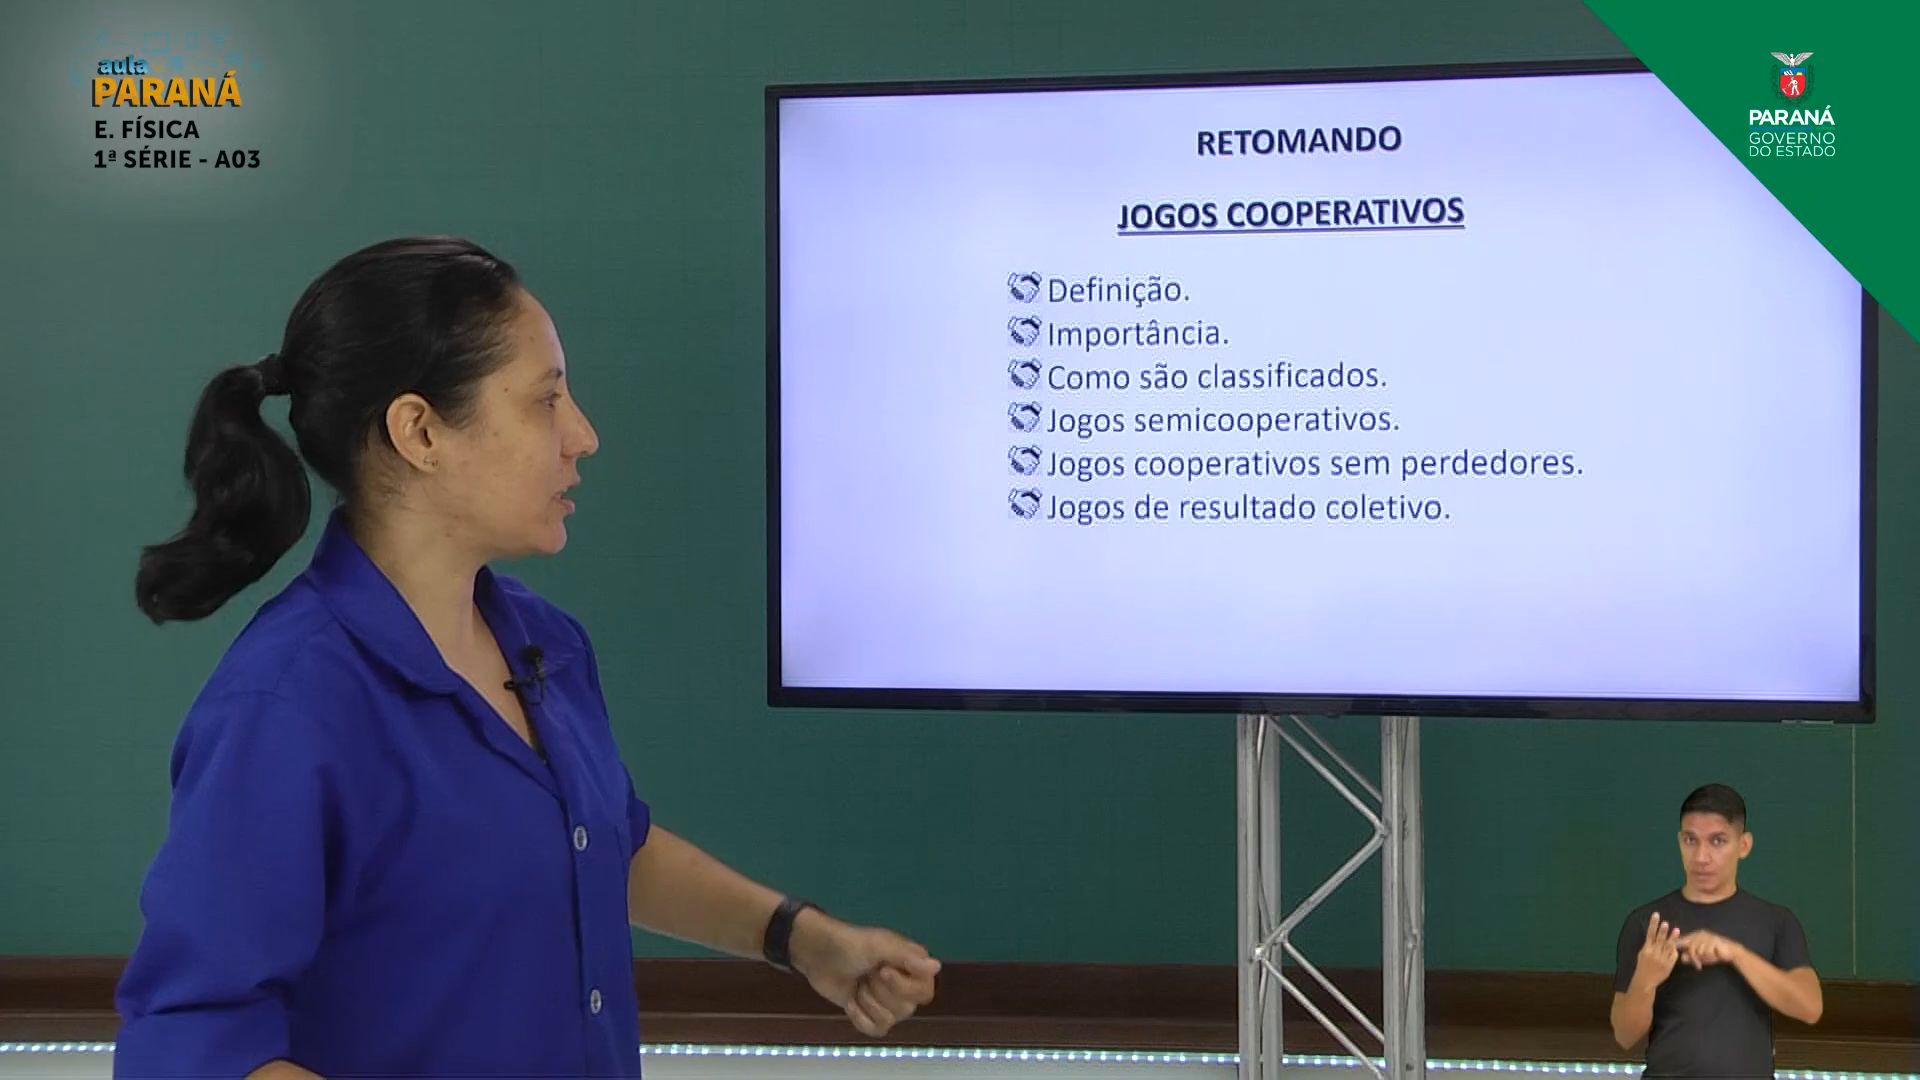 aula
PARANÁ
E. FÍSICA
1ª SÉRIE - A03
PARANÁ
GOVERNO
DO ESTADO
RETOMANDO
JOGOS COOPERATIVOS
Definição.
Importância.
Como são classificados.
Jogos semicooperativos.
Jogos cooperativos sem perdedores.
Jogos de resultado coletivo.